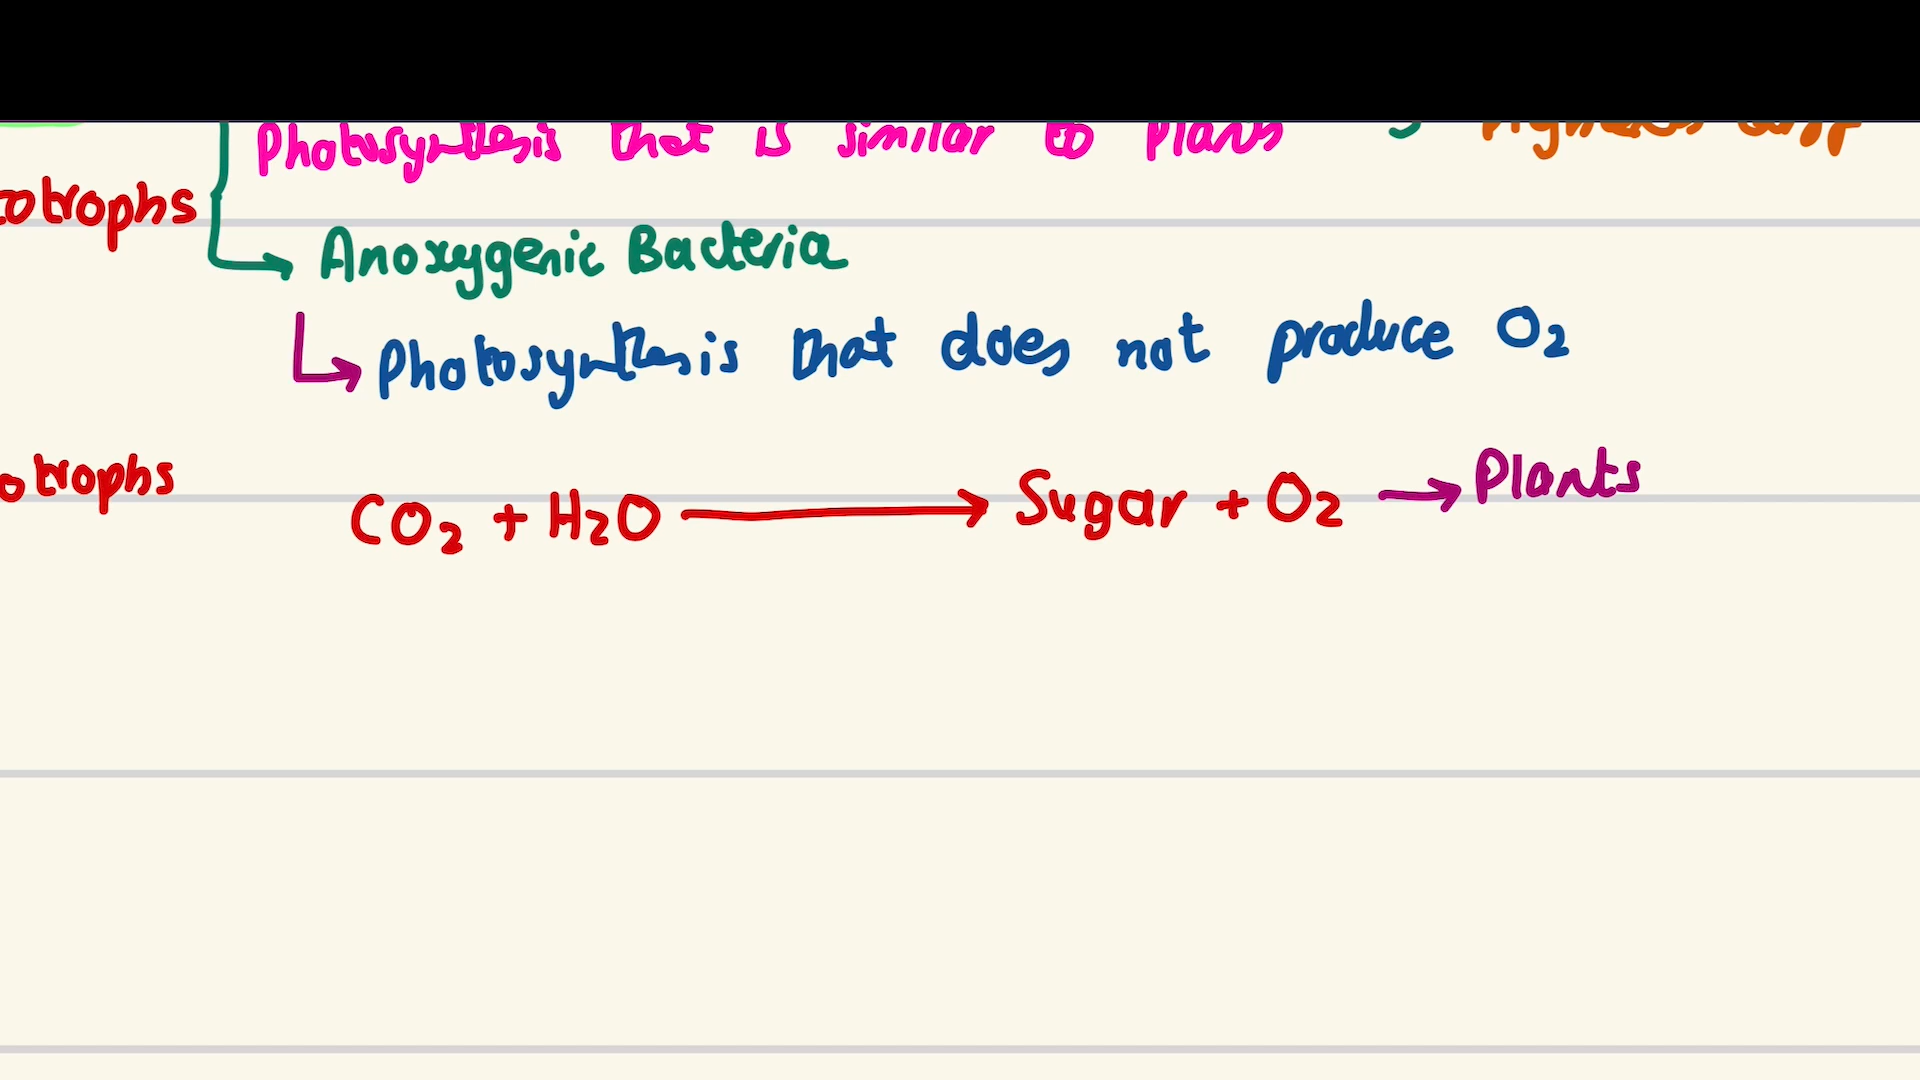 Photosynthesis that is similar to Plants
otrophs
Anoxygenic Bacteria
Photosynthesis that does not produce O2
otrophs
CO2 + H2O → Sugar + O2 → Plants